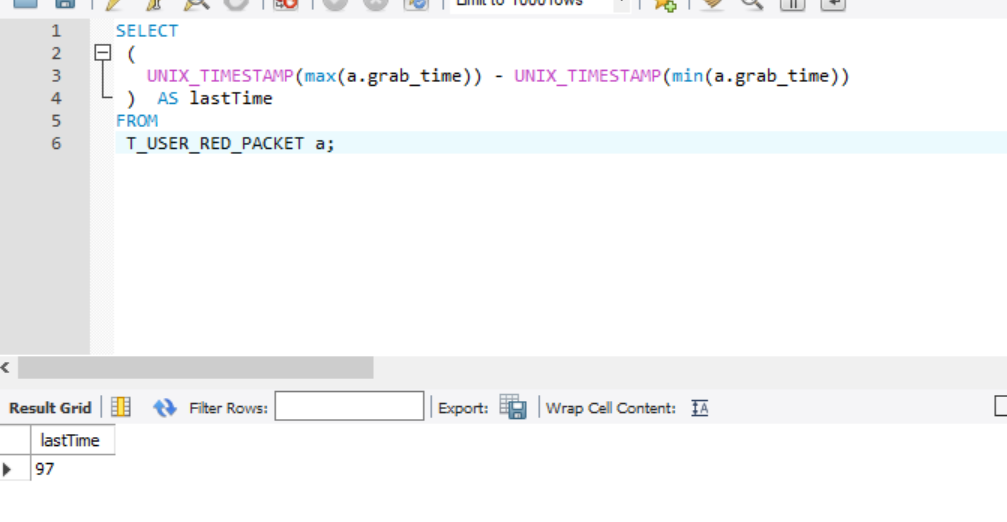 Limit to 1000 rows
1 SELECT
2 (
3 UNIX_TIMESTAMP(max(a.grab_time)) - UNIX_TIMESTAMP(min(a.grab_time))
4 ) AS lastTime
5 FROM
6 T_USER_RED_PACKET a;
Result Grid Filter Rows: Export: Wrap Cell Content: IA
lastTime
97